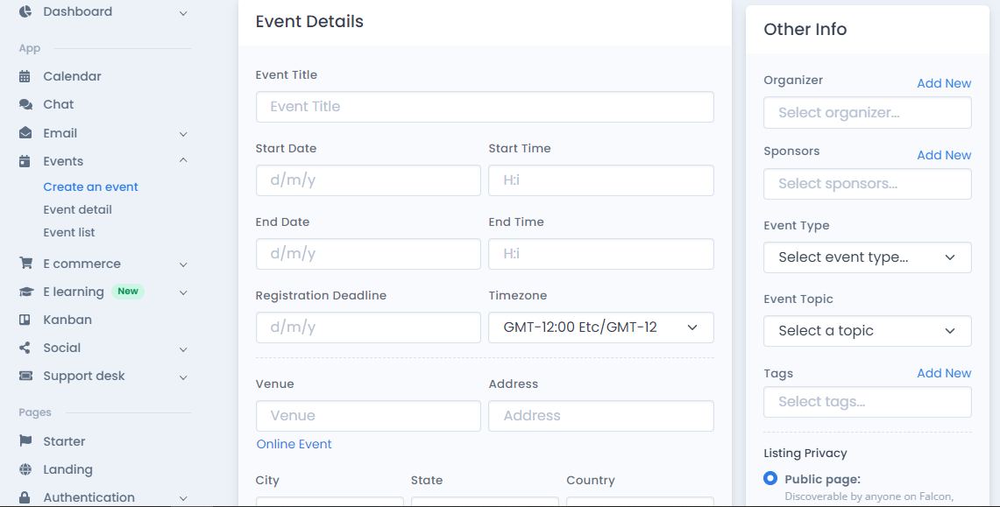 Dashboard
App
Calendar
Chat
Email
Events
Create an event
Event detail
Event list
E commerce
E learning New
Kanban
Social
Support desk
Pages
Starter
Landing
Authentication
Event Details
Event Title
Event Title
Start Date Start Time
d/m/y H:i
End Date End Time
d/m/y H:i
Registration Deadline Timezone
d/m/y GMT-12:00 Etc/GMT-12
Venue Address
Venue Address
Online Event
City State Country
Other Info
Organizer Add New
Select organizer...
Sponsors Add New
Select sponsors...
Event Type
Select event type...
Event Topic
Select a topic
Tags Add New
Select tags...
Listing Privacy
Public page:
Discoverable by anyone on Falcon,